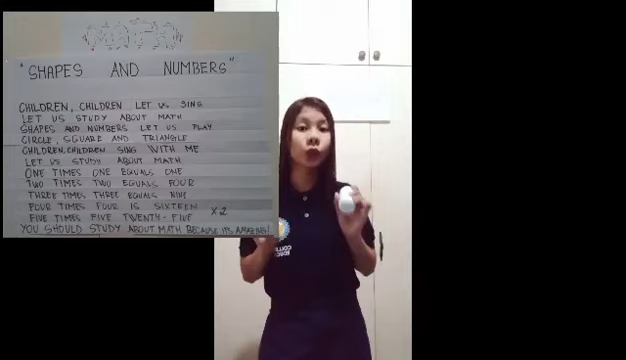 "SHAPES AND NUMBERS"
CHILDREN, CHILDREN LET US SING
LET US STUDY ABOUT MATH
SHAPES AND NUMBERS LET US PLAY
CIRCLE, SQUARE AND TRIANGLE
CHILDREN, CHILDREN SING WITH ME
LET US STUDY ABOUT MATH
ONE TIMES ONE EQUALS ONE
TWO TIMES TWO EQUALS FOUR
THREE TIMES THREE EQUALS NINE
FOUR TIMES FOUR IS SIXTEEN
FIVE TIMES FIVE TWENTY-FIVE X2
YOU SHOULD STUDY ABOUT MATH BECAUSE IT'S AMAZING!